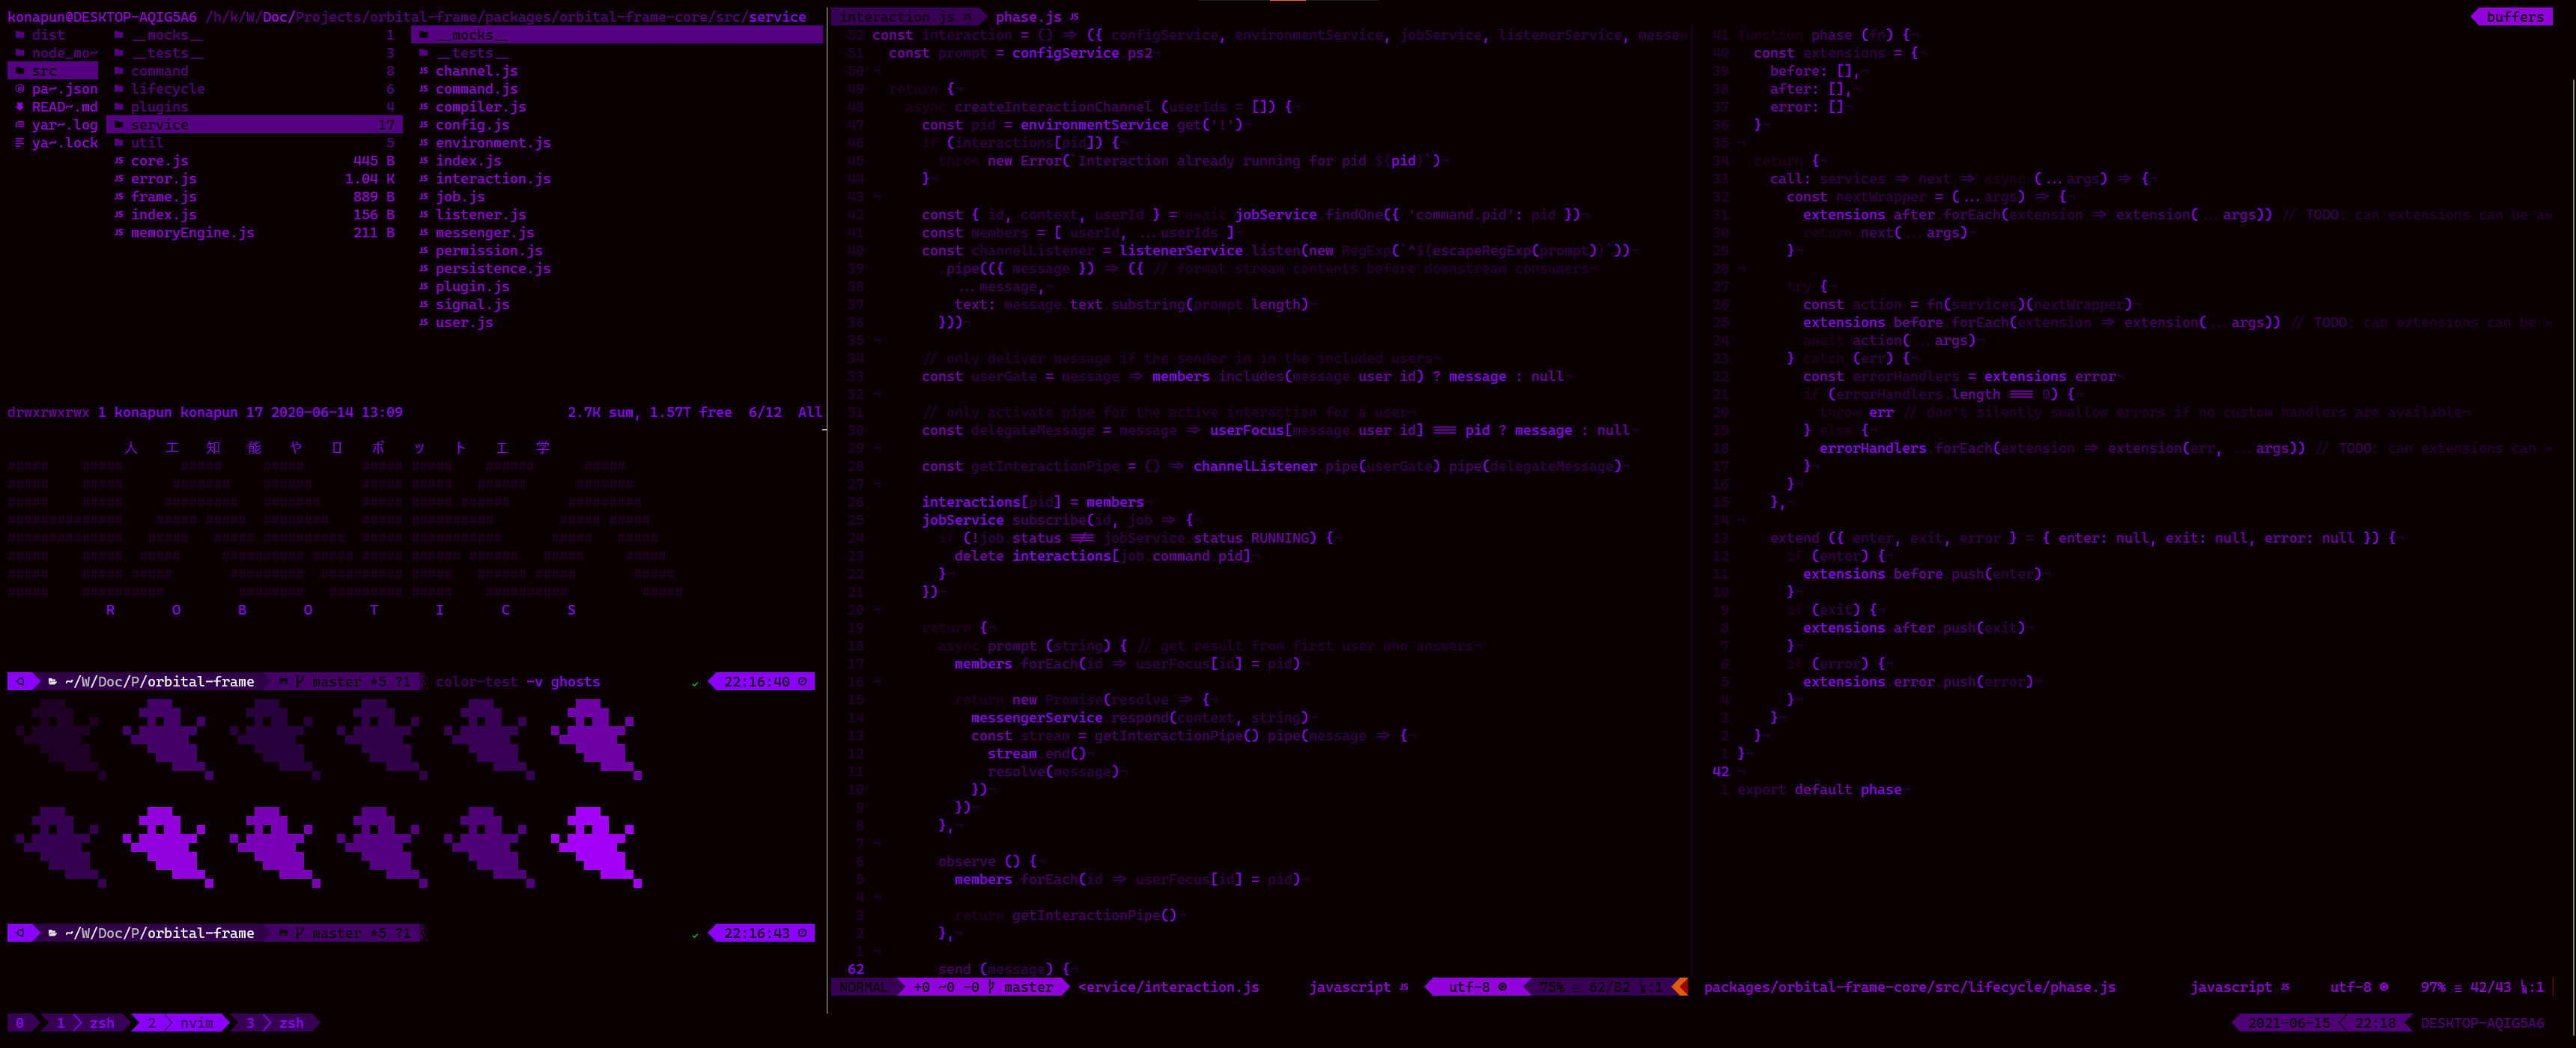 konapun@DESKTOP-AQIG5A6 /h/k/W/Doc/Projects/orbital-frame/packages/orbital-frame-core/src/service
dist
node_mo~
src
pa~.json
READ~.md
yar~.log
ya~.lock
__mocks__ 1
__tests__ 3
command 8
lifecycle 6
plugins 4
service 17
util 5
core.js 445 B
error.js 1.04 K
frame.js 889 B
index.js 156 B
memoryEngine.js 211 B
__mocks__
__tests__
channel.js
command.js
compiler.js
config.js
environment.js
index.js
interaction.js
job.js
listener.js
messenger.js
permission.js
persistence.js
plugin.js
signal.js
user.js
drwxrwxrwx 1 konapun konapun 17 2020-06-14 13:09 2.7K sum, 1.57T free 6/12 All
人 工 知 能 や ロ ボ ッ ト エ 学
R O B O T I C S
~/W/Doc/P/orbital-frame master *5 ?1 color-test -v ghosts 22:16:40
~/W/Doc/P/orbital-frame master *5 ?1 22:16:43
interaction.js JS phase.js JS buffers
52 const interaction = () => ({ configService, environmentService, jobService, listenerService, messe»
51 const prompt = configService.ps2¬
50 ¬
49 return {¬
48 async createInteractionChannel (userIds = []) {¬
47 const pid = environmentService.get('!')¬
46 if (interactions[pid]) {¬
45 throw new Error(`Interaction already running for pid ${pid}`)¬
44 }¬
43 ¬
42 const { id, context, userId } = await jobService.findOne({ 'command.pid': pid })¬
41 const members = [ userId, ...userIds ]¬
40 const channelListener = listenerService.listen(new RegExp(`^${escapeRegExp(prompt)}`))¬
39 .pipe(({ message }) => ({ // format stream contents before downstream consumers¬
38 ...message,¬
37 text: message.text.substring(prompt.length)¬
36 }))¬
35 ¬
34 // only deliver message if the sender in in the included users¬
33 const userGate = message => members.includes(message.user.id) ? message : null¬
32 ¬
31 // only activate pipe for the active interaction for a user¬
30 const delegateMessage = message => userFocus[message.user.id] === pid ? message : null¬
29 ¬
28 const getInteractionPipe = () => channelListener.pipe(userGate).pipe(delegateMessage)¬
27 ¬
26 interactions[pid] = members¬
25 jobService.subscribe(id, job => {¬
24 if (!job.status !== jobService.status.RUNNING) {¬
23 delete interactions[job.command.pid]¬
22 }¬
21 })¬
20 ¬
19 return {¬
18 async prompt (string) { // get result from first user who answers¬
17 members.forEach(id => userFocus[id] = pid)¬
16 ¬
15 return new Promise(resolve => {¬
14 messengerService.respond(context, string)¬
13 const stream = getInteractionPipe().pipe(message => {¬
12 stream.end()¬
11 resolve(message)¬
10 })¬
9 })¬
8 },¬
7 ¬
6 observe () {¬
5 members.forEach(id => userFocus[id] = pid)¬
4 ¬
3 return getInteractionPipe()¬
2 },¬
1 ¬
62 send (message) {¬
NORMAL +0 ~0 -0 master <ervice/interaction.js javascript JS utf-8 75% ≡ 62/82 :1
41 function phase (fn) {¬
40 const extensions = {¬
39 before: [],¬
38 after: [],¬
37 error: []¬
36 }¬
35 ¬
34 return {¬
33 call: services => next => async (...args) => {¬
32 const nextWrapper = (...args) => {¬
31 extensions.after.forEach(extension => extension(...args)) // TODO: can extensions can be a»
30 return next(...args)¬
29 }¬
28 ¬
27 try {¬
26 const action = fn(services)(nextWrapper)¬
25 extensions.before.forEach(extension => extension(...args)) // TODO: can extensions can be »
24 await action(...args)¬
23 } catch (err) {¬
22 const errorHandlers = extensions.error¬
21 if (errorHandlers.length === 0) {¬
20 throw err // don't silently swallow errors if no custom handlers are available¬
19 } else {¬
18 errorHandlers.forEach(extension => extension(err, ...args)) // TODO: can extensions can »
17 }¬
16 }¬
15 },¬
14 ¬
13 extend ({ enter, exit, error } = { enter: null, exit: null, error: null }) {¬
12 if (enter) {¬
11 extensions.before.push(enter)¬
10 }¬
9 if (exit) {¬
8 extensions.after.push(exit)¬
7 }¬
6 if (error) {¬
5 extensions.error.push(error)¬
4 }¬
3 }¬
2 }¬
1 }¬
42 ¬
1 export default phase¬
packages/orbital-frame-core/src/lifecycle/phase.js javascript JS utf-8 97% ≡ 42/43 :1
0 1 zsh 2 nvim 3 zsh 2021-06-15 22:18 DESKTOP-AQIG5A6